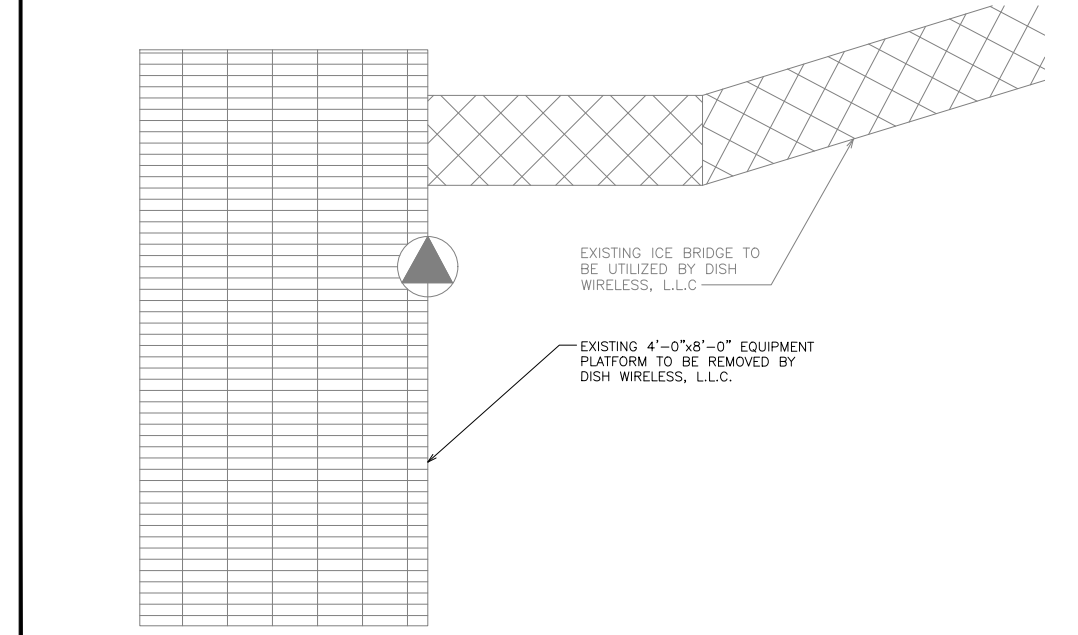 EXISTING ICE BRIDGE TO
BE UTILIZED BY DISH
WIRELESS, L.L.C
EXISTING 4'-0"x8'-0" EQUIPMENT
PLATFORM TO BE REMOVED BY
DISH WIRELESS, L.L.C.